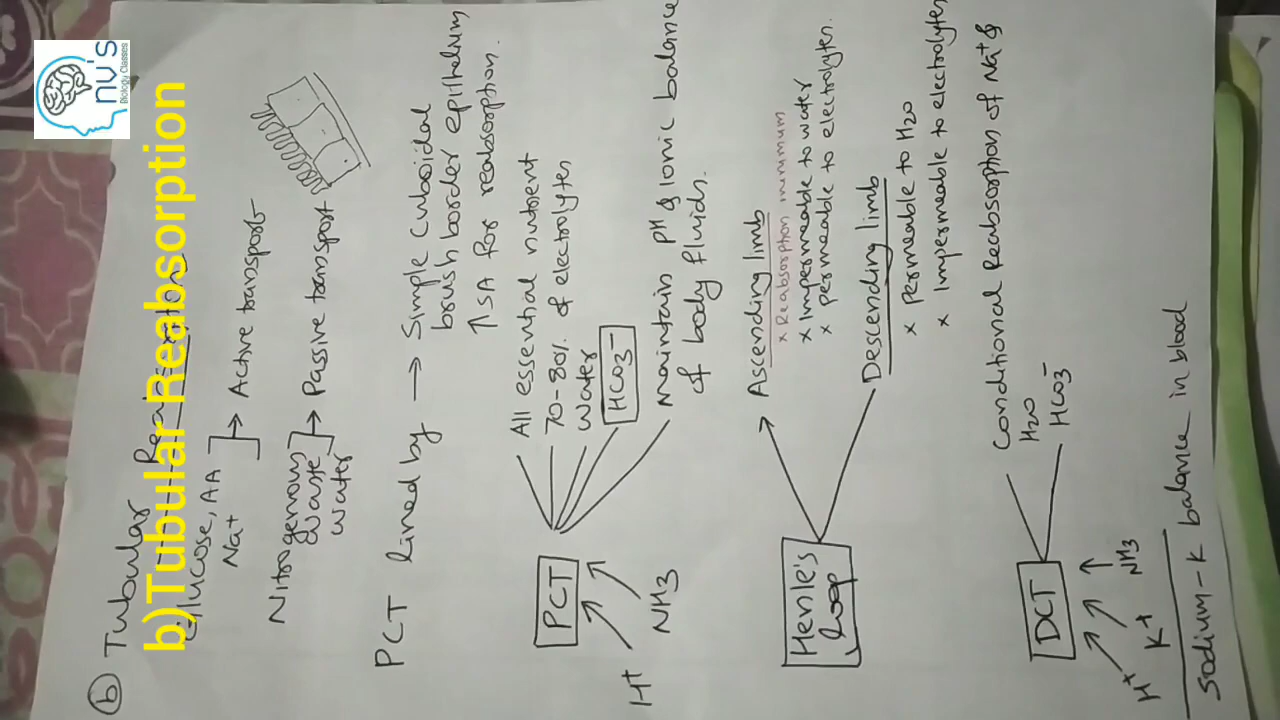 nu's
Biology Classes
b)Tubular Reabsorption
(b) Tubular Reabsorption
Glucose, AA
Na+
→ Active transport
Nitrogenous
waste
water
→ Passive transport
PCT lined by → Simple cuboidal
brush border epithelium
↑SA for reabsorption.
PCT
All essential nutrient
70-80% of electrolytes
water
HCO3-
maintain pH & ionic balance
of body fluids.
H+
NH3
Henle's
loop
Ascending limb
x Reabsorption minimum
x Impermeable to water
x permeable to electrolytes.
Descending limb
x permeable to H2O
x Impermeable to electrolytes
DCT
Conditional Reabsorption of Na+ &
H2O
HCO3-
H+
K+
NH3
Sodium-K balance in blood